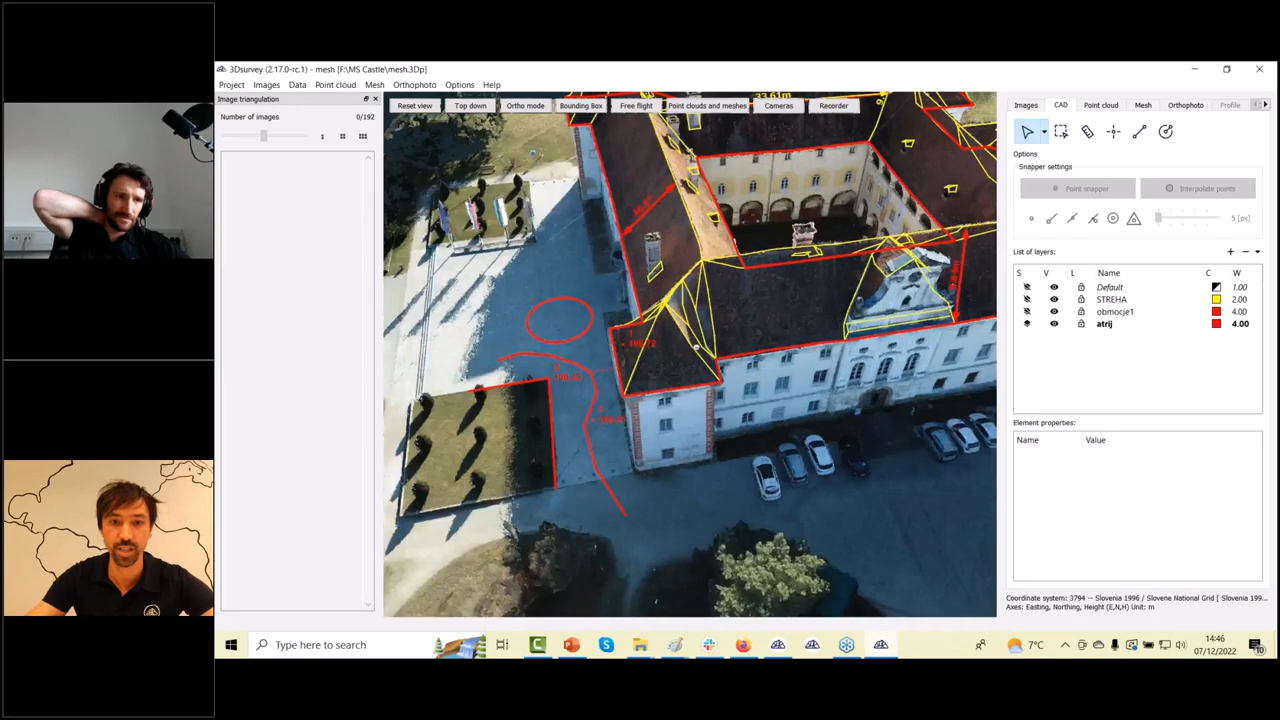 3Dsurvey (2.17.0-rc.1) - mesh [F:\MS Castle\mesh.3Dp]
Project Images Data Point cloud Mesh Orthophoto Options Help
Image triangulation
Number of images 0/192
Reset view Top down Ortho mode Bounding Box Free flight Point clouds and meshes Cameras Recorder
33.61m
Images CAD Point cloud Mesh Orthophoto Profile
Options
Snapper settings
Point snapper Interpolate points
5 [px]
List of layers:
S V L Name C W
Default 1.00
STREHA 2.00
obmocje1 4.00
atrij 4.00
Element properties:
Name Value
Coordinate system: 3794 -- Slovenia 1996 / Slovene National Grid [ Slovenia 199...
Axes: Easting, Northing, Height (E,N,H) Unit: m
Type here to search
7°C
14:46
07/12/2022
10